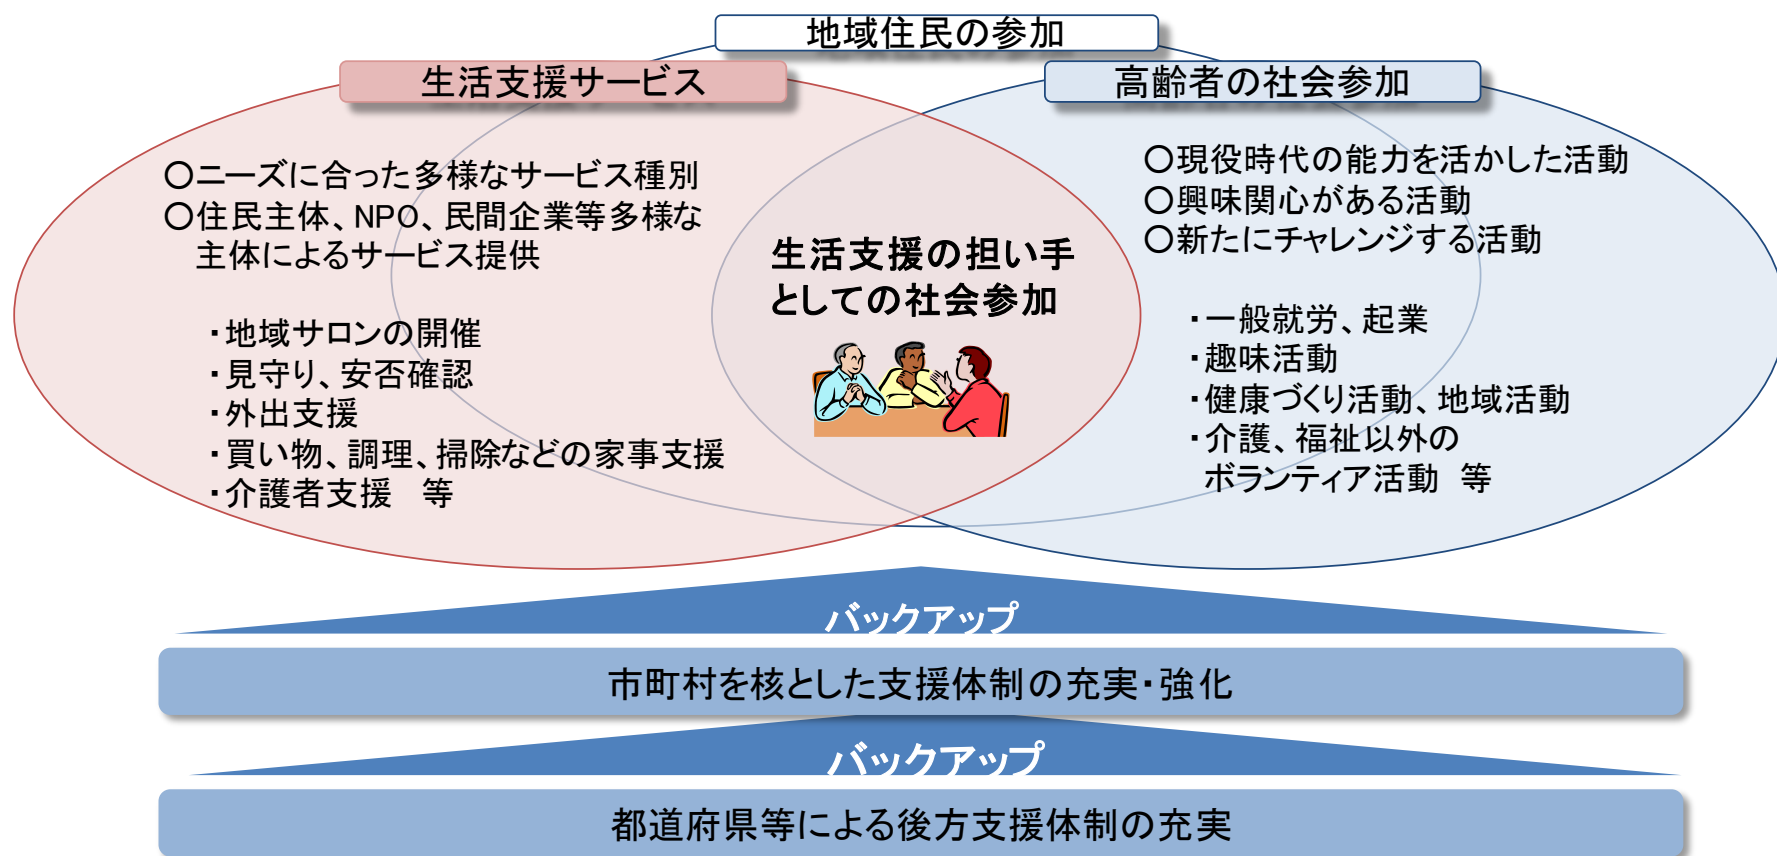 地域住民の参加
生活支援サービス
高齢者の社会参加
○ニーズに合った多様なサービス種別
○住民主体、NPO、民間企業等多様な
主体によるサービス提供
・地域サロンの開催
・見守り、安否確認
・外出支援
・買い物、調理、掃除などの家事支援
・介護者支援　等
生活支援の担い手
としての社会参加
○現役時代の能力を活かした活動
○興味関心がある活動
○新たにチャレンジする活動
・一般就労、起業
・趣味活動
・健康づくり活動、地域活動
・介護、福祉以外の
ボランティア活動　等
バックアップ
市町村を核とした支援体制の充実・強化
バックアップ
都道府県等による後方支援体制の充実